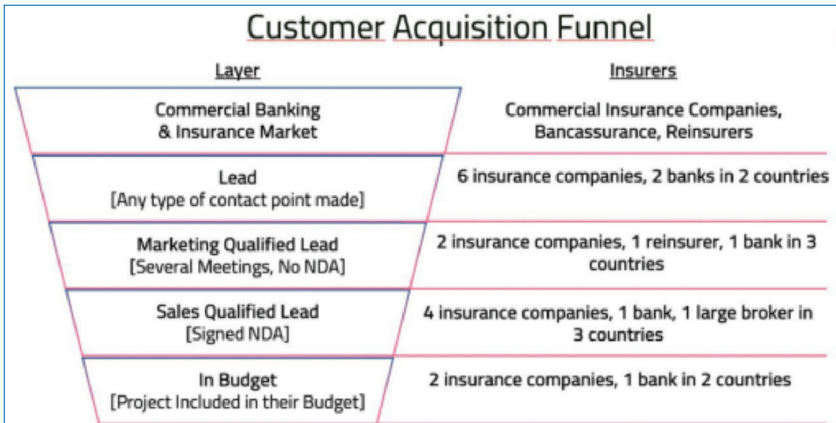 Customer Acquisition Funnel
Layer
Insurers
Commercial Banking
& Insurance Market
Commercial Insurance Companies,
Bancassurance, Reinsurers
Lead
[Any type of contact point made]
6 insurance companies, 2 banks in 2 countries
Marketing Qualified Lead
[Several Meetings, No NDA]
2 insurance companies, 1 reinsurer, 1 bank in 3
countries
Sales Qualified Lead
[Signed NDA]
4 insurance companies, 1 bank, 1 large broker in
3 countries
In Budget
[Project Included in their Budget]
2 insurance companies, 1 bank in 2 countries